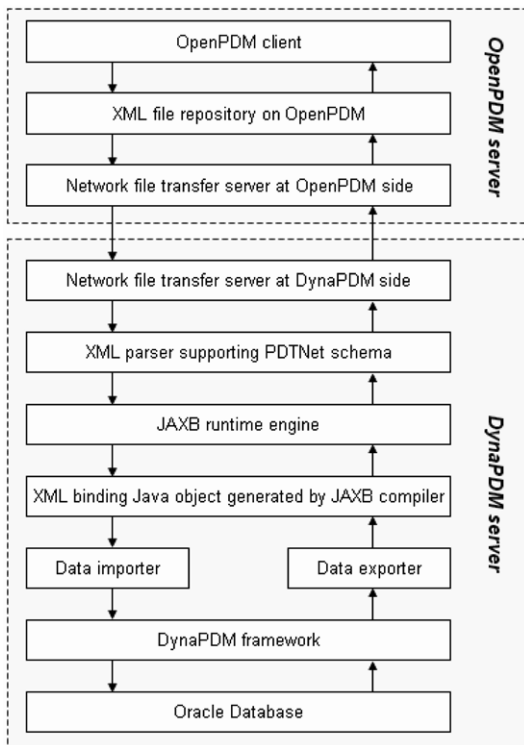 OpenPDM client
XML file repository on OpenPDM
Network file transfer server at OpenPDM side
OpenPDM server
Network file transfer server at DynaPDM side
XML parser supporting PDTNet schema
JAXB runtime engine
XML binding Java object generated by JAXB compiler
Data importer
Data exporter
DynaPDM framework
Oracle Database
DynaPDM server